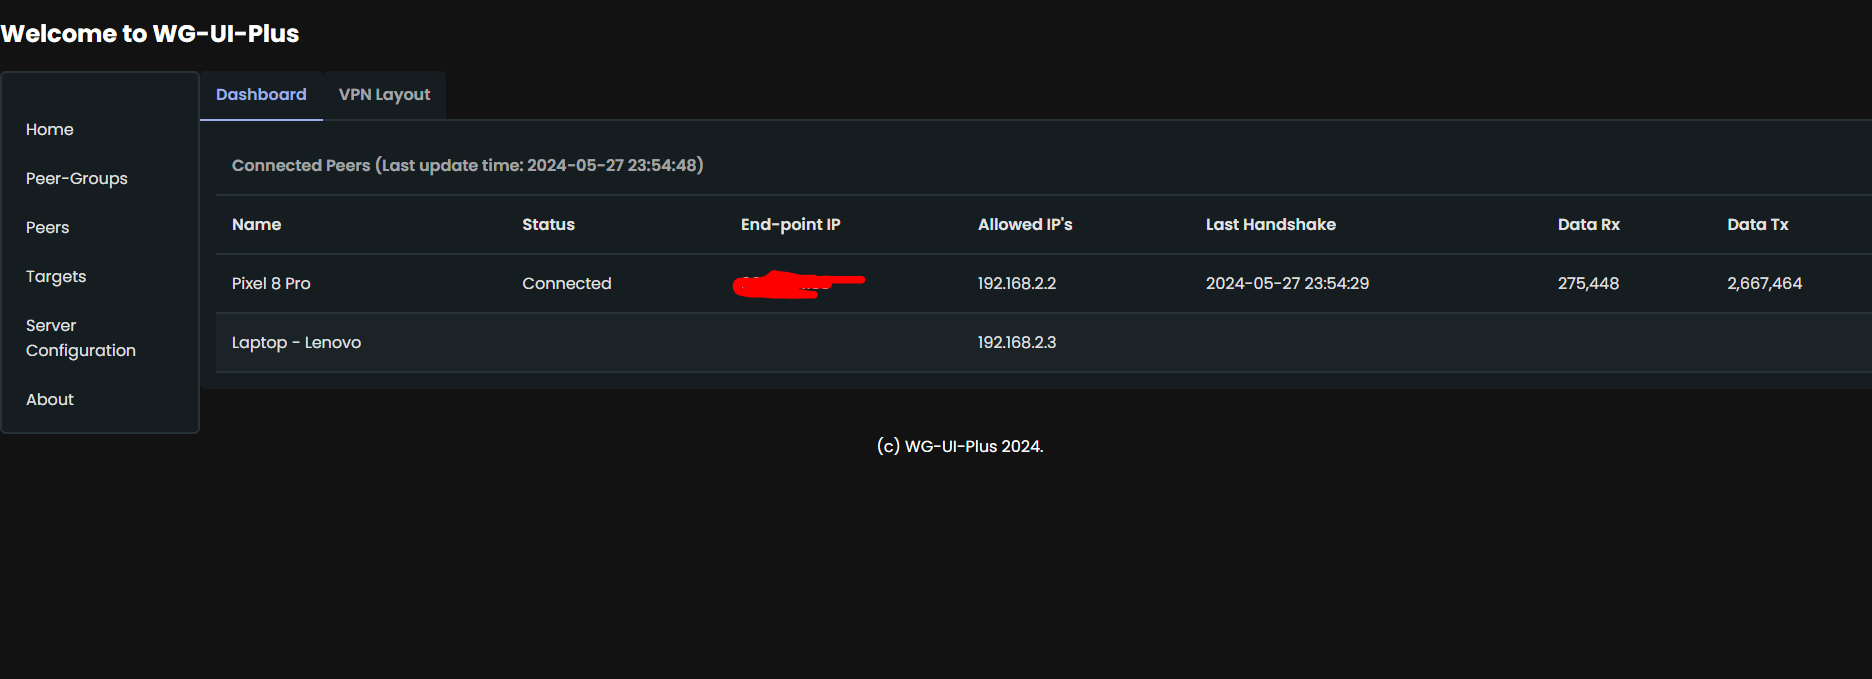 Welcome to WG-UI-Plus
Dashboard VPN Layout
Home
Peer-Groups
Peers
Targets
Server
Configuration
About
Connected Peers (Last update time: 2024-05-27 23:54:48)
Name Status End-point IP Allowed IP's Last Handshake Data Rx Data Tx
Pixel 8 Pro Connected 192.168.2.2 2024-05-27 23:54:29 275,448 2,667,464
Laptop - Lenovo 192.168.2.3
(c) WG-UI-Plus 2024.